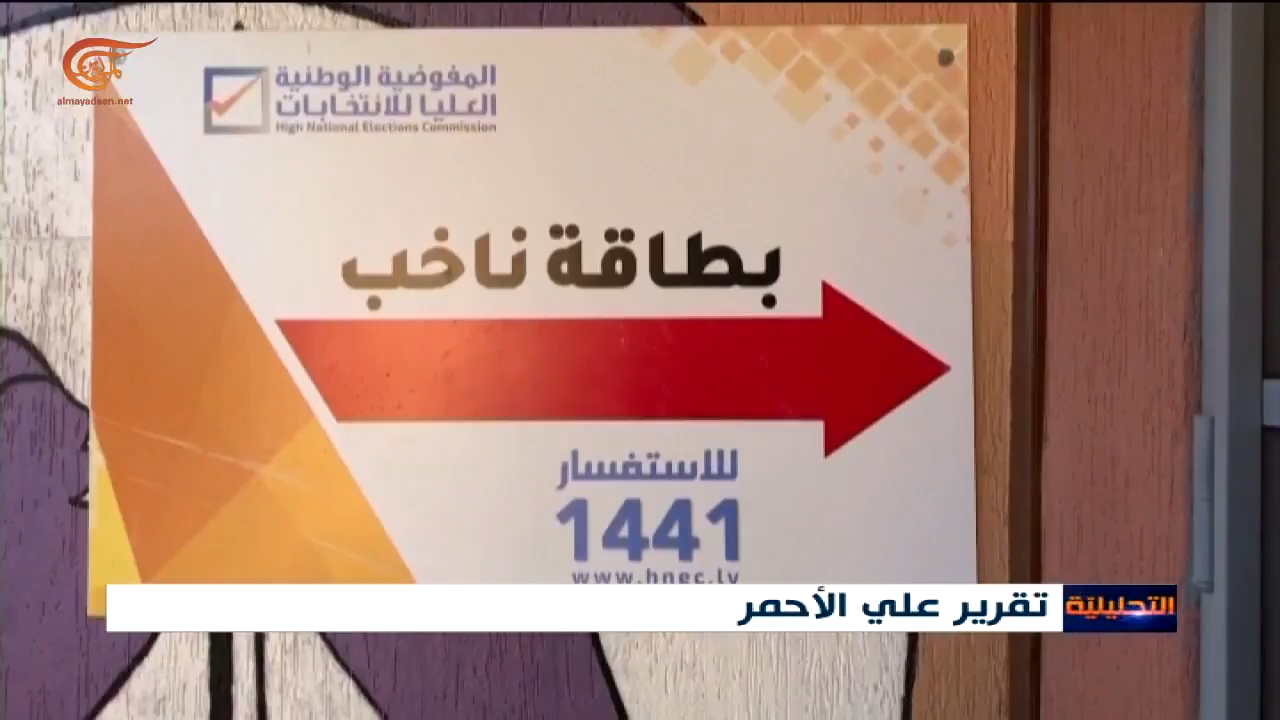 almayadeen.net
المفوضية الوطنية
العليا للانتخابات
High National Elections Commission
بطاقة ناخب
للاستفسار
1441
www.hnec.ly
التحليلية
تقرير علي الأحمر